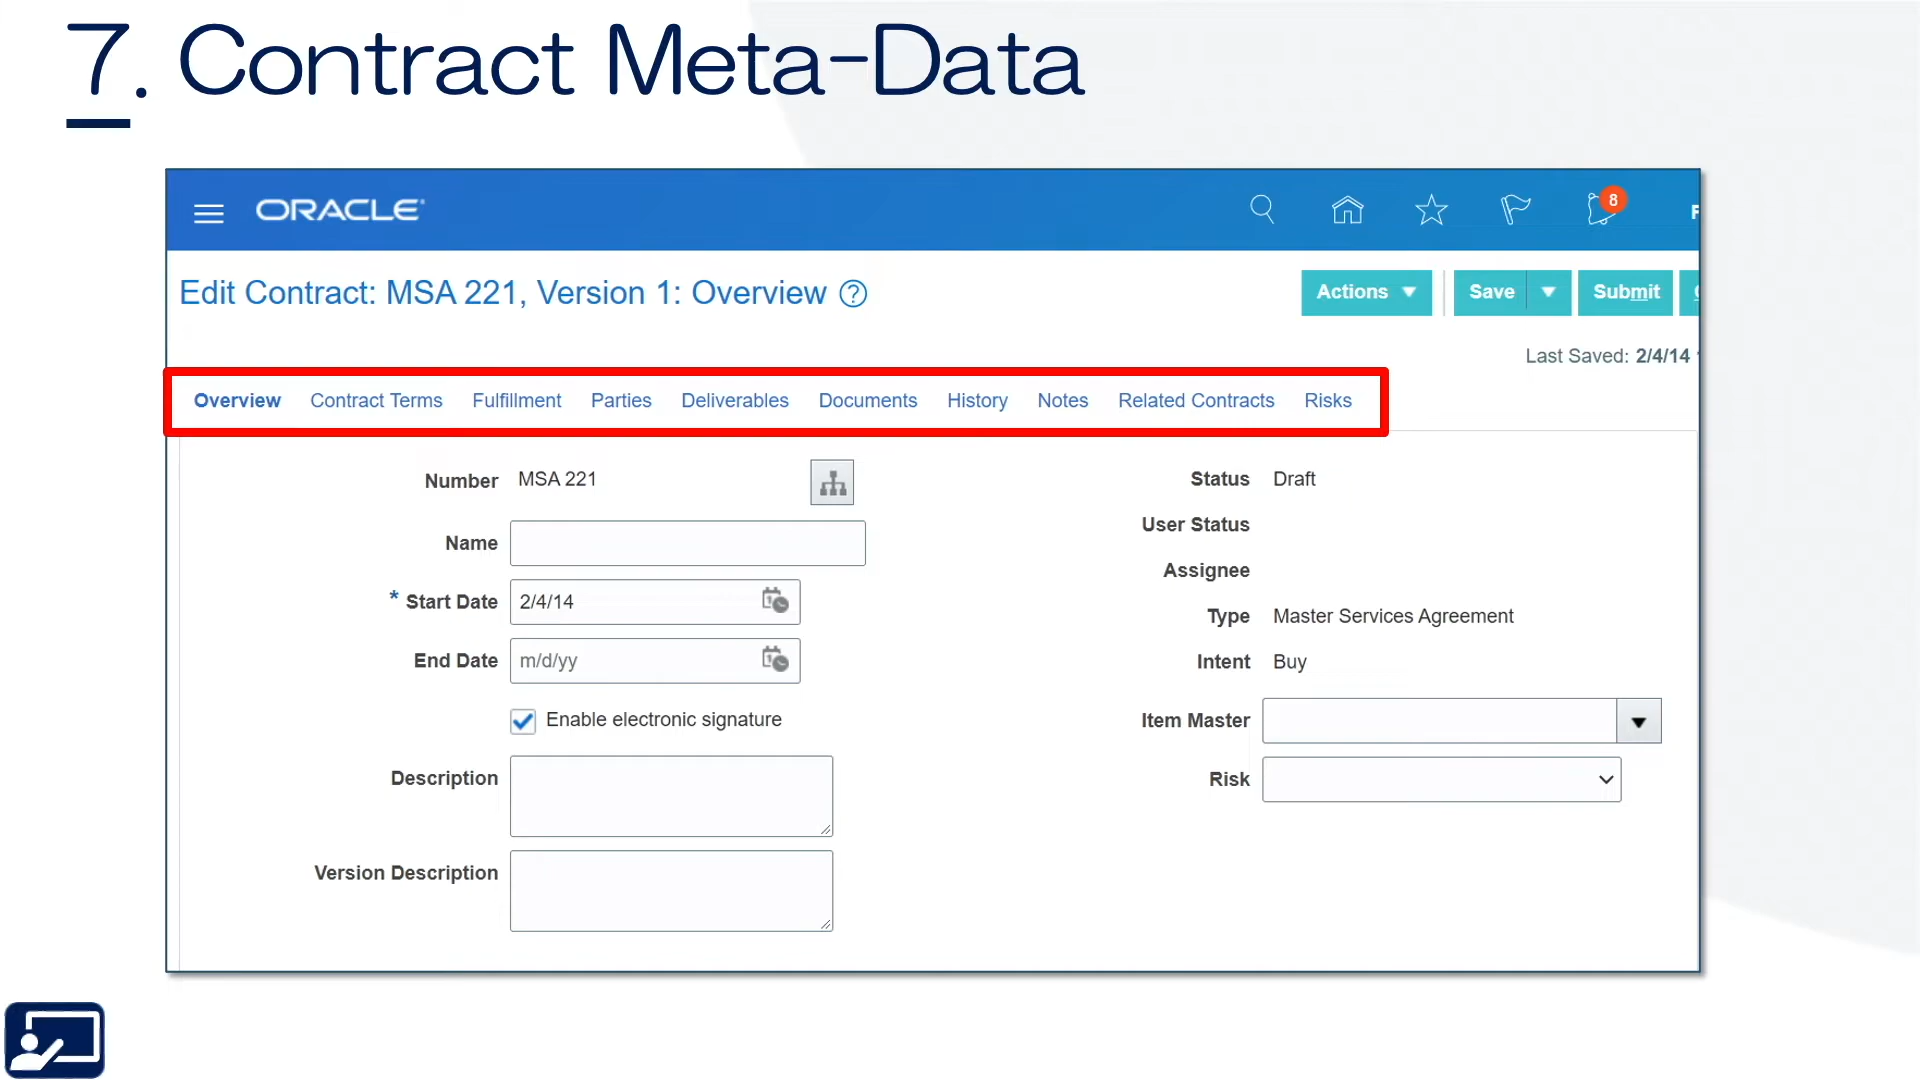 7. Contract Meta-Data
ORACLE
8
Edit Contract: MSA 221, Version 1: Overview ?
Actions Save Submit
Last Saved: 2/4/14
Overview Contract Terms Fulfillment Parties Deliverables Documents History Notes Related Contracts Risks
Number MSA 221
Name
* Start Date 2/4/14
End Date m/d/yy
Enable electronic signature
Description
Version Description
Status Draft
User Status
Assignee
Type Master Services Agreement
Intent Buy
Item Master
Risk